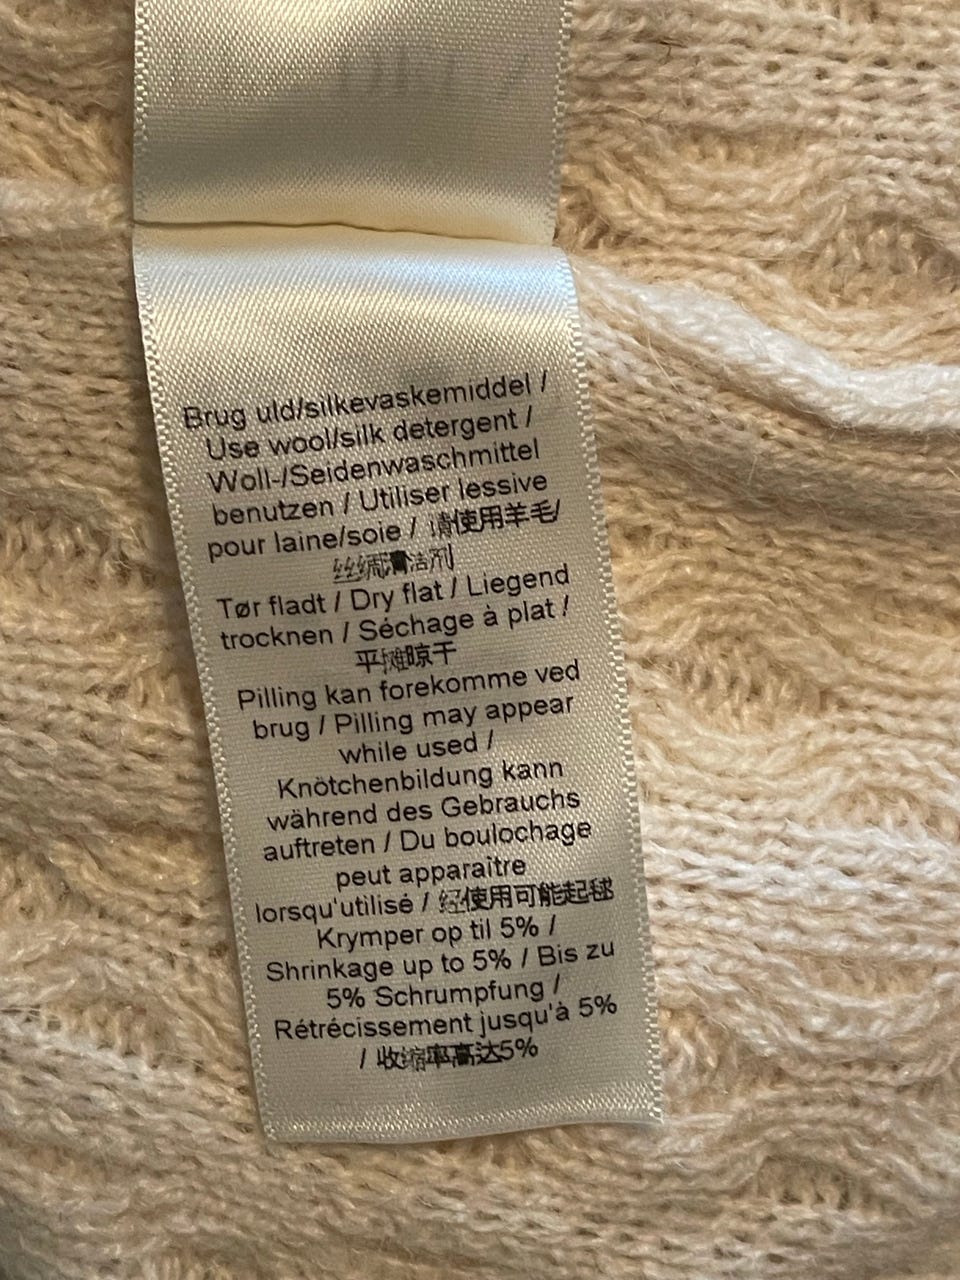 Brug uld/silkevaskemiddel /
Use wool/silk detergent /
Woll-/Seidenwaschmittel
benutzen / Utiliser lessive
pour laine/soie / 请使用羊毛/
丝绸清洁剂
Tør fladt / Dry flat / Liegend
trocknen / Séchage à plat /
平摊晾干
Pilling kan forekomme ved
brug / Pilling may appear
while used /
Knötchenbildung kann
während des Gebrauchs
auftreten / Du boulochage
peut apparaitre
lorsqu'utilisé / 经使用可能起毬
Krymper op til 5% /
Shrinkage up to 5% / Bis zu
5% Schrumpfung /
Rétrécissement jusqu'à 5%
/ 收缩率高达5%